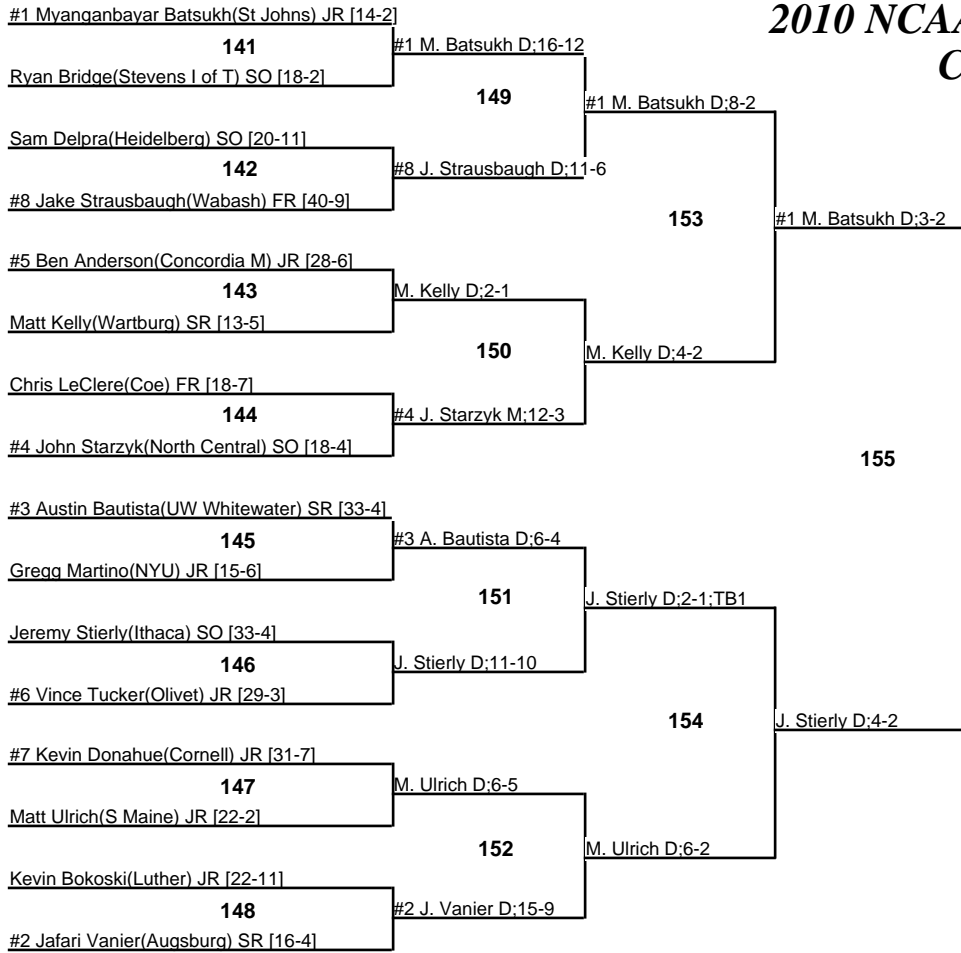 2010 NCAA
C
#1 Myanganbayar Batsukh(St Johns) JR [14-2]
141
#1 M. Batsukh D;16-12
Ryan Bridge(Stevens I of T) SO [18-2]
149
#1 M. Batsukh D;8-2
Sam Delpra(Heidelberg) SO [20-11]
142
#8 J. Strausbaugh D;11-6
#8 Jake Strausbaugh(Wabash) FR [40-9]
153
#1 M. Batsukh D;3-2
#5 Ben Anderson(Concordia M) JR [28-6]
143
M. Kelly D;2-1
Matt Kelly(Wartburg) SR [13-5]
150
M. Kelly D;4-2
Chris LeClere(Coe) FR [18-7]
144
#4 J. Starzyk M;12-3
#4 John Starzyk(North Central) SO [18-4]
155
#3 Austin Bautista(UW Whitewater) SR [33-4]
145
#3 A. Bautista D;6-4
Gregg Martino(NYU) JR [15-6]
151
J. Stierly D;2-1;TB1
Jeremy Stierly(Ithaca) SO [33-4]
146
J. Stierly D;11-10
#6 Vince Tucker(Olivet) JR [29-3]
154
J. Stierly D;4-2
#7 Kevin Donahue(Cornell) JR [31-7]
147
M. Ulrich D;6-5
Matt Ulrich(S Maine) JR [22-2]
152
M. Ulrich D;6-2
Kevin Bokoski(Luther) JR [22-11]
148
#2 J. Vanier D;15-9
#2 Jafari Vanier(Augsburg) SR [16-4]